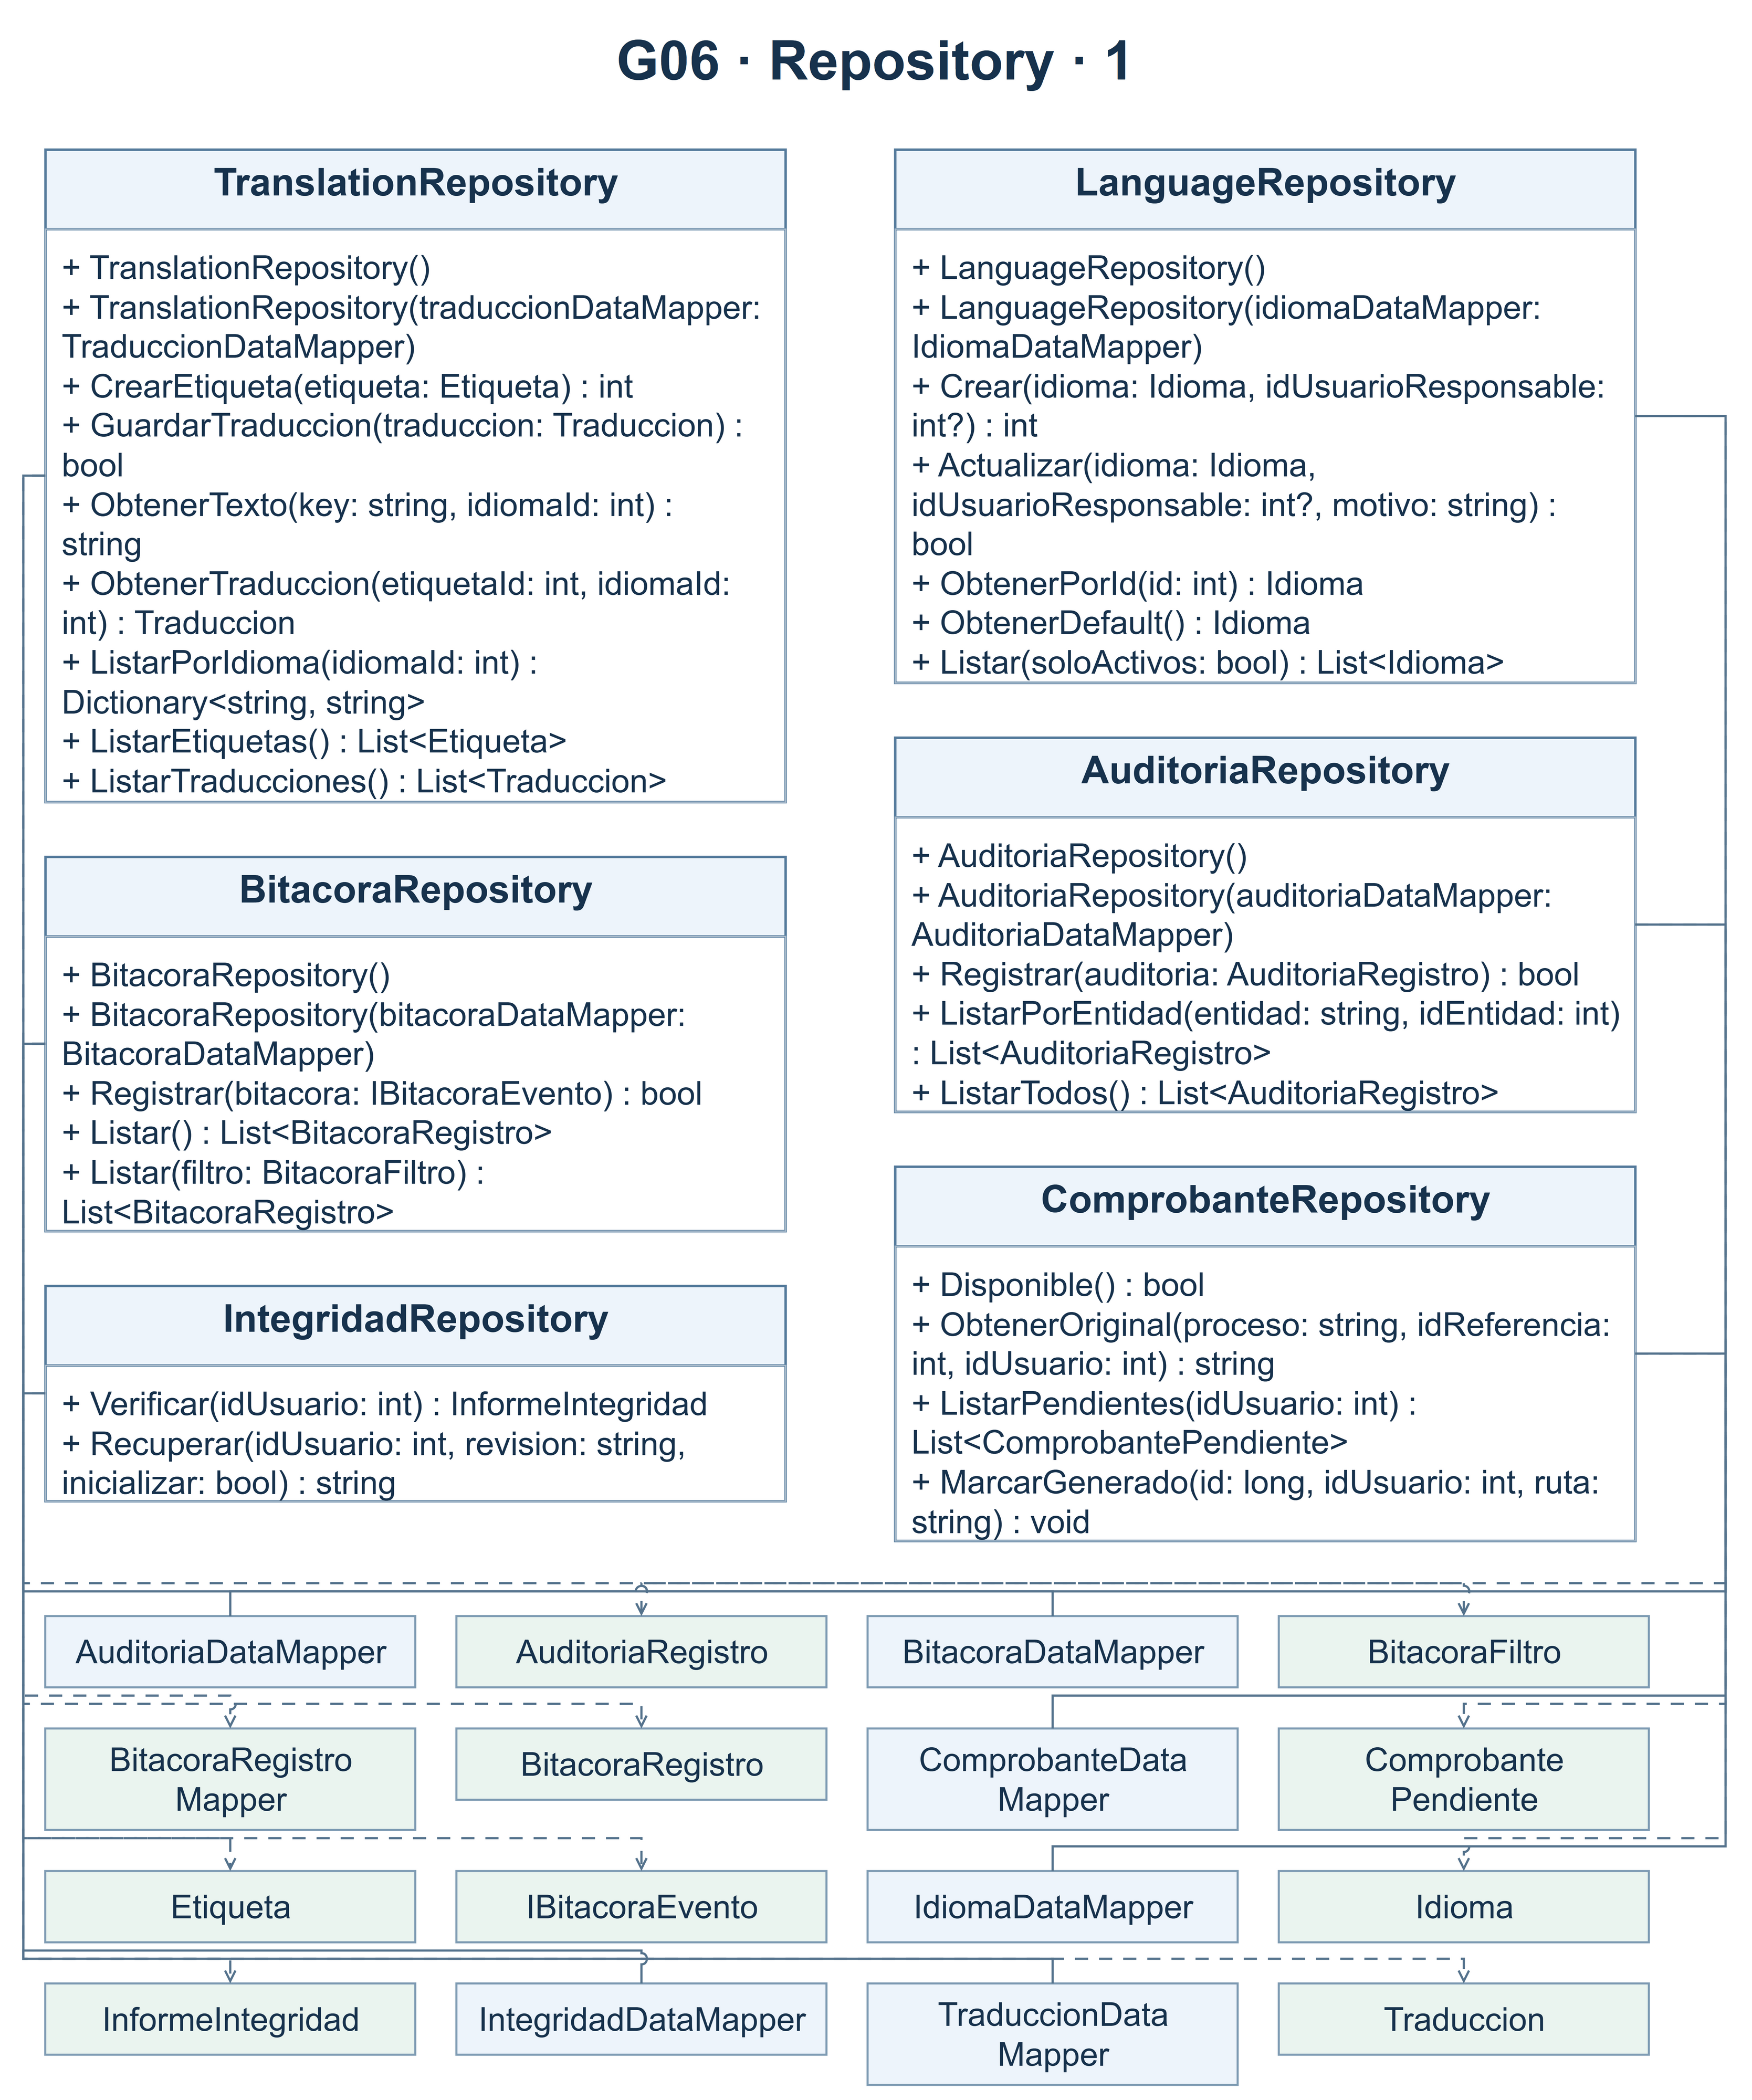 G06 · Repository · 1
TranslationRepository
+ TranslationRepository()
+ TranslationRepository(traduccionDataMapper:
TraduccionDataMapper)
+ CrearEtiqueta(etiqueta: Etiqueta) : int
+ GuardarTraduccion(traduccion: Traduccion) :
bool
+ ObtenerTexto(key: string, idiomaId: int) :
string
+ ObtenerTraduccion(etiquetaId: int, idiomaId:
int) : Traduccion
+ ListarPorIdioma(idiomaId: int) :
Dictionary<string, string>
+ ListarEtiquetas() : List<Etiqueta>
+ ListarTraducciones() : List<Traduccion>
LanguageRepository
+ LanguageRepository()
+ LanguageRepository(idiomaDataMapper:
IdiomaDataMapper)
+ Crear(idioma: Idioma, idUsuarioResponsable:
int?) : int
+ Actualizar(idioma: Idioma,
idUsuarioResponsable: int?, motivo: string) :
bool
+ ObtenerPorId(id: int) : Idioma
+ ObtenerDefault() : Idioma
+ Listar(soloActivos: bool) : List<Idioma>
BitacoraRepository
+ BitacoraRepository()
+ BitacoraRepository(bitacoraDataMapper:
BitacoraDataMapper)
+ Registrar(bitacora: IBitacoraEvento) : bool
+ Listar() : List<BitacoraRegistro>
+ Listar(filtro: BitacoraFiltro) :
List<BitacoraRegistro>
AuditoriaRepository
+ AuditoriaRepository()
+ AuditoriaRepository(auditoriaDataMapper:
AuditoriaDataMapper)
+ Registrar(auditoria: AuditoriaRegistro) : bool
+ ListarPorEntidad(entidad: string, idEntidad: int)
: List<AuditoriaRegistro>
+ ListarTodos() : List<AuditoriaRegistro>
IntegridadRepository
+ Verificar(idUsuario: int) : InformeIntegridad
+ Recuperar(idUsuario: int, revision: string,
inicializar: bool) : string
ComprobanteRepository
+ Disponible() : bool
+ ObtenerOriginal(proceso: string, idReferencia:
int, idUsuario: int) : string
+ ListarPendientes(idUsuario: int) :
List<ComprobantePendiente>
+ MarcarGenerado(id: long, idUsuario: int, ruta:
string) : void
AuditoriaDataMapper
AuditoriaRegistro
BitacoraDataMapper
BitacoraFiltro
BitacoraRegistro
Mapper
BitacoraRegistro
ComprobanteData
Mapper
Comprobante
Pendiente
Etiqueta
IBitacoraEvento
IdiomaDataMapper
Idioma
InformeIntegridad
IntegridadDataMapper
TraduccionData
Mapper
Traduccion